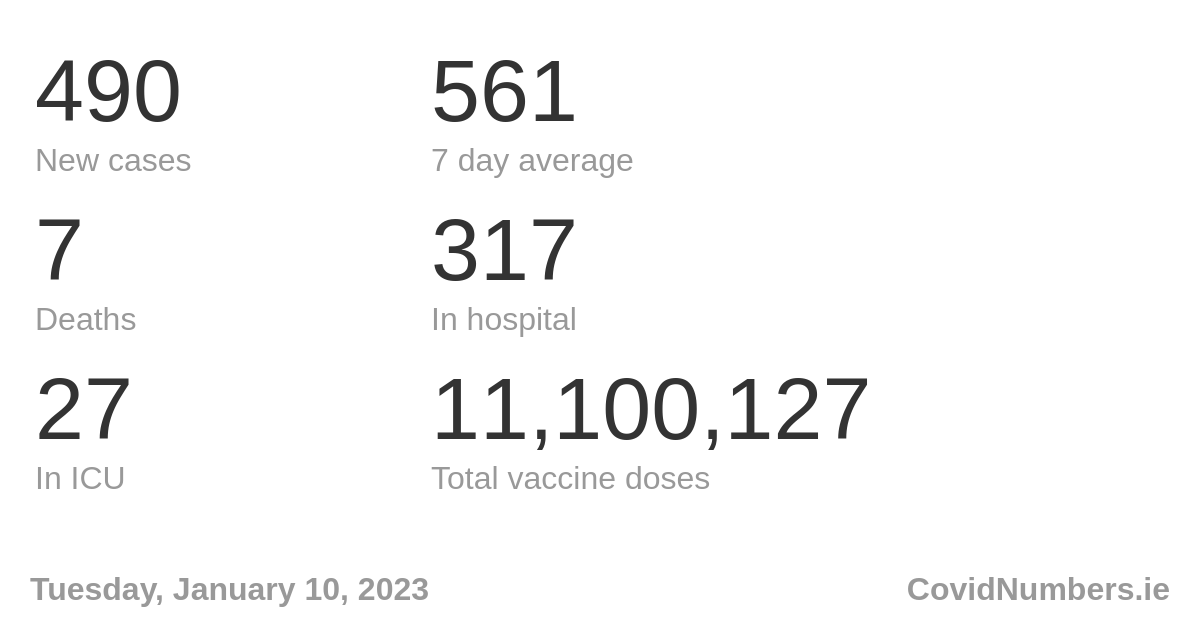 490
New cases
561
7 day average
7
Deaths
317
In hospital
27
In ICU
11,100,127
Total vaccine doses
Tuesday, January 10, 2023
CovidNumbers.ie